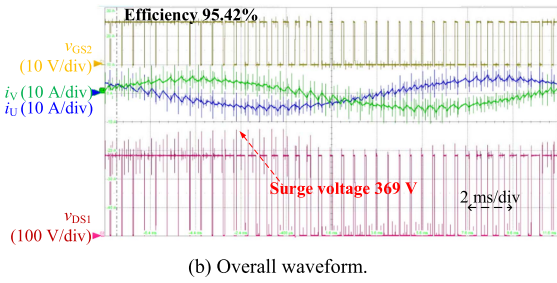 Efficiency 95.42%
vGS2
(10 V/div)
iV (10 A/div)
iU (10 A/div)
Surge voltage 369 V
2 ms/div
vDS1
(100 V/div)
(b) Overall waveform.